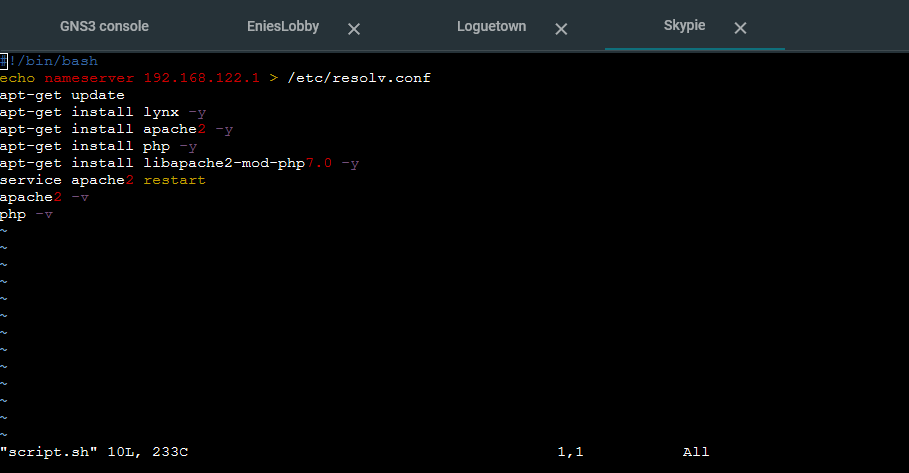 GNS3 console EniesLobby Loguetown Skypie
#!/bin/bash
echo nameserver 192.168.122.1 > /etc/resolv.conf
apt-get update
apt-get install lynx -y
apt-get install apache2 -y
apt-get install php -y
apt-get install libapache2-mod-php7.0 -y
service apache2 restart
apache2 -v
php -v
~
~
~
~
~
~
~
~
~
~
~
~
~
"script.sh" 10L, 233C 1,1 All